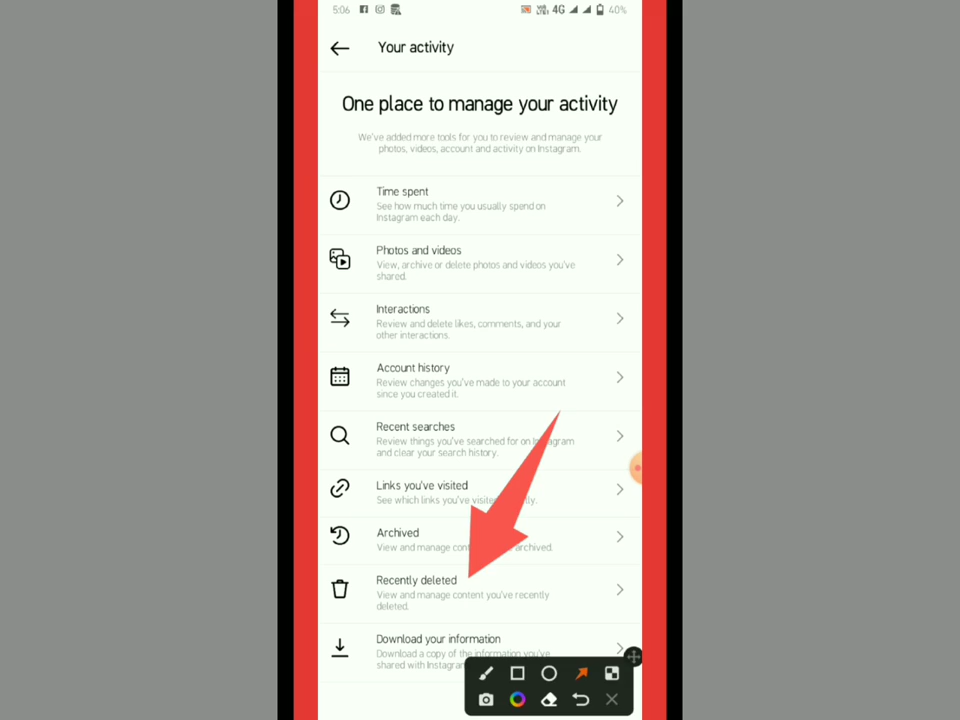 5:06
4G
40%
Your activity
One place to manage your activity
We've added more tools for you to review and manage your
photos, videos, account and activity on Instagram.
Time spent
See how much time you usually spend on
Instagram each day.
Photos and videos
View, archive or delete photos and videos you've
shared.
Interactions
Review and delete likes, comments, and your
other interactions.
Account history
Review changes you've made to your account
since you created it.
Recent searches
Review things you've searched for on Instagram
and clear your search history.
Links you've visited
See which links you've visited
Archived
View and manage archived.
Recently deleted
View and manage content you've recently
deleted.
Download your information
Download a copy of the information you've
shared with Instagram